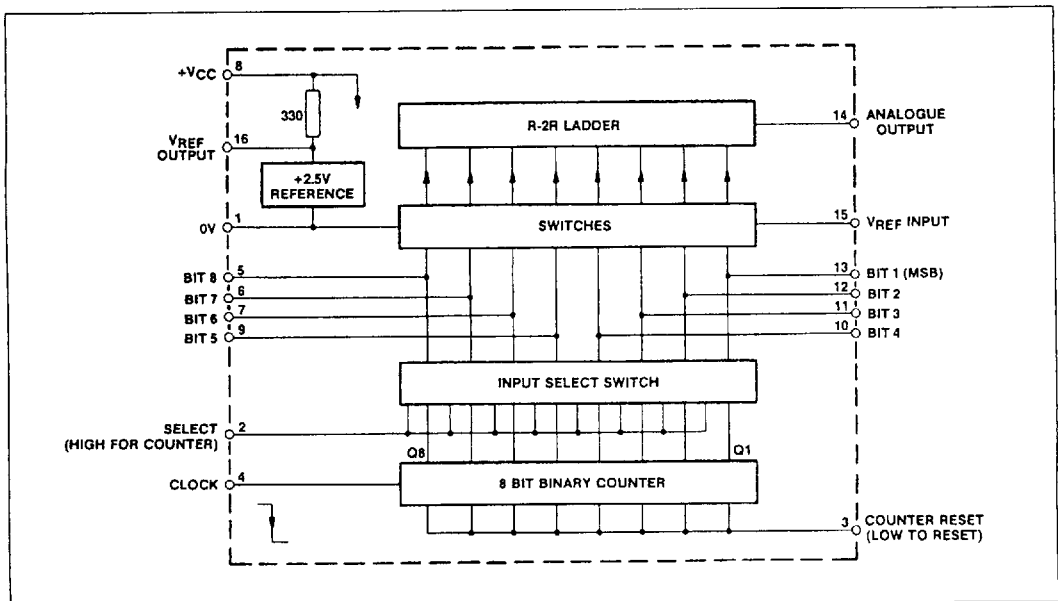 +VCC
8
330
VREF
OUTPUT
16
+2.5V
REFERENCE
0V
1
R-2R LADDER
14
ANALOGUE
OUTPUT
SWITCHES
15
VREF INPUT
BIT 8
5
BIT 7
6
BIT 6
7
BIT 5
9
13
BIT 1 (MSB)
12
BIT 2
11
BIT 3
10
BIT 4
INPUT SELECT SWITCH
SELECT
(HIGH FOR COUNTER)
2
Q8
Q1
CLOCK
4
8 BIT BINARY COUNTER
3
COUNTER RESET
(LOW TO RESET)